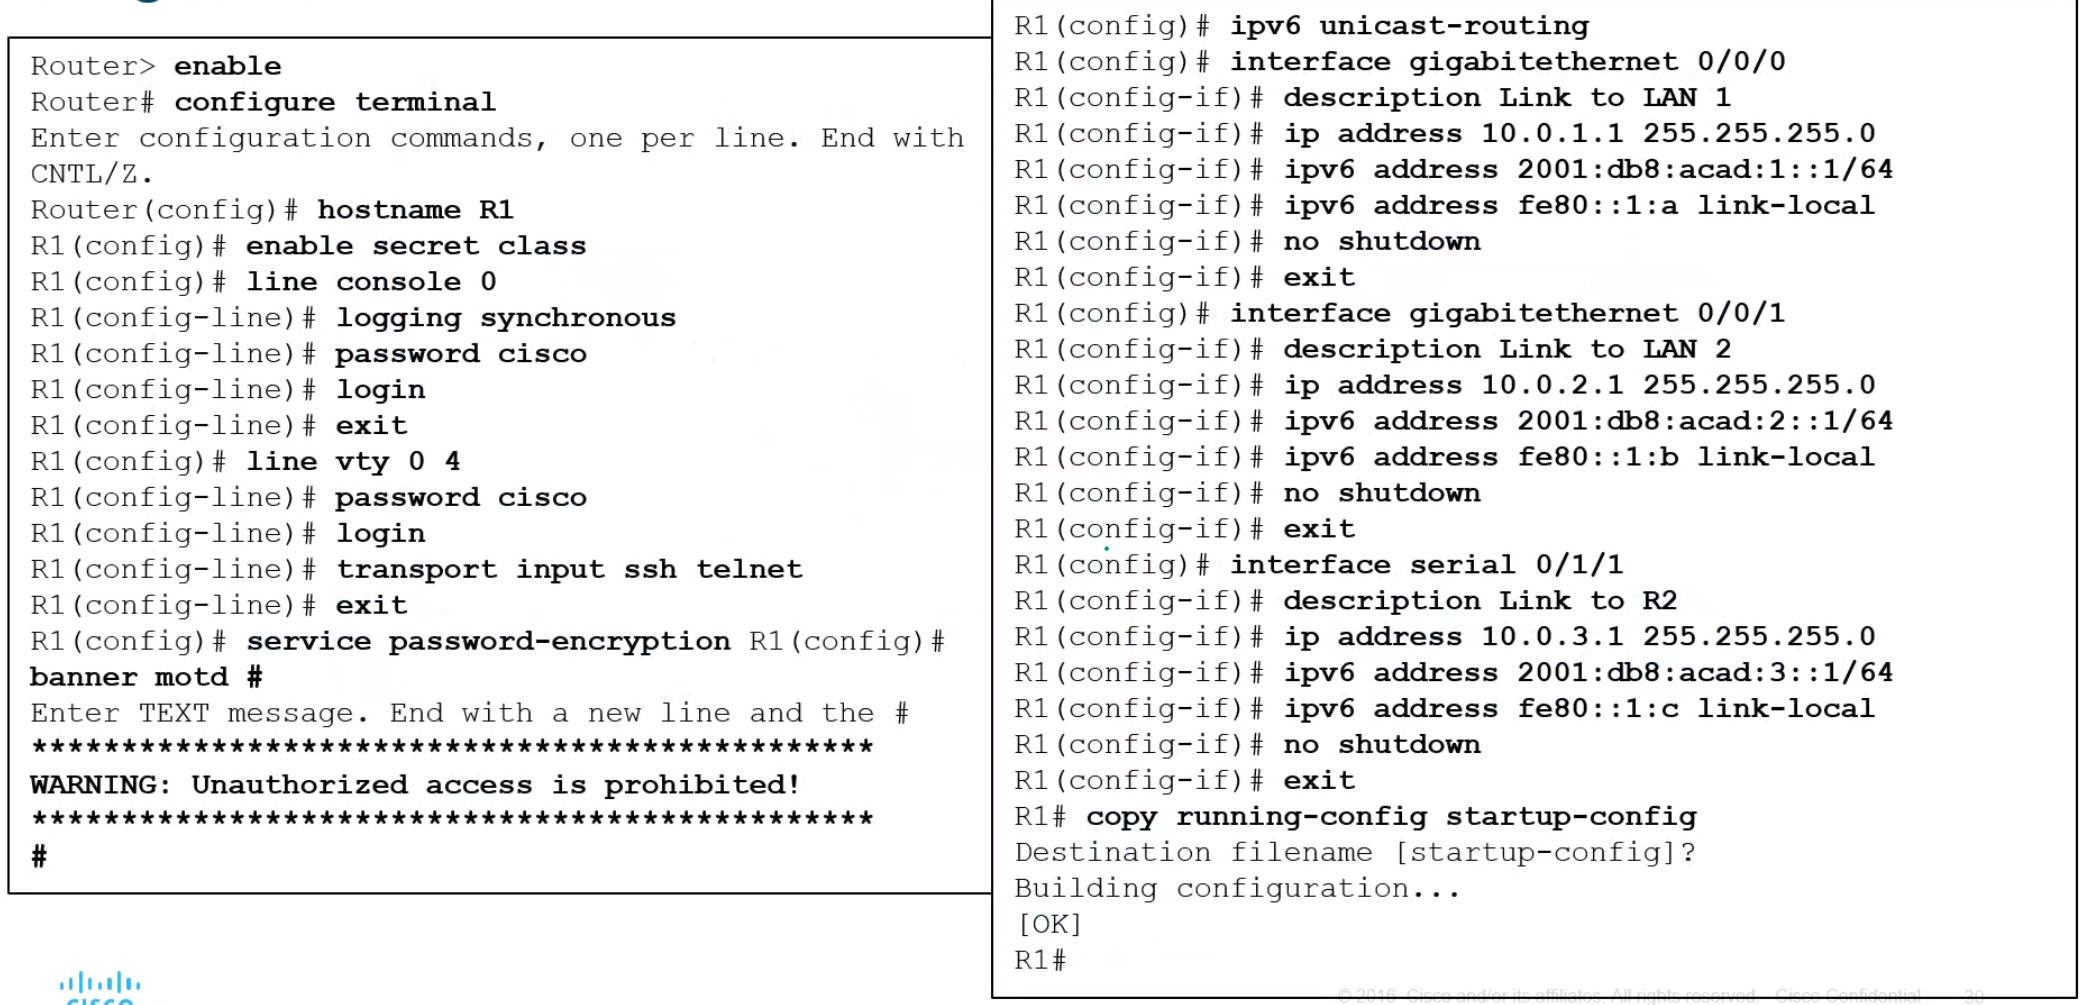 Router> enable
Router# configure terminal
Enter configuration commands, one per line. End with
CNTL/Z.
Router(config)# hostname R1
R1(config)# enable secret class
R1(config)# line console 0
R1(config-line)# logging synchronous
R1(config-line)# password cisco
R1(config-line)# login
R1(config-line)# exit
R1(config)# line vty 0 4
R1(config-line)# password cisco
R1(config-line)# login
R1(config-line)# transport input ssh telnet
R1(config-line)# exit
R1(config)# service password-encryption R1(config)#
banner motd #
Enter TEXT message. End with a new line and the #
***********************************************
WARNING: Unauthorized access is prohibited!
***********************************************
#
R1(config)# ipv6 unicast-routing
R1(config)# interface gigabitethernet 0/0/0
R1(config-if)# description Link to LAN 1
R1(config-if)# ip address 10.0.1.1 255.255.255.0
R1(config-if)# ipv6 address 2001:db8:acad:1::1/64
R1(config-if)# ipv6 address fe80::1:a link-local
R1(config-if)# no shutdown
R1(config-if)# exit
R1(config)# interface gigabitethernet 0/0/1
R1(config-if)# description Link to LAN 2
R1(config-if)# ip address 10.0.2.1 255.255.255.0
R1(config-if)# ipv6 address 2001:db8:acad:2::1/64
R1(config-if)# ipv6 address fe80::1:b link-local
R1(config-if)# no shutdown
R1(config-if)# exit
R1(config)# interface serial 0/1/1
R1(config-if)# description Link to R2
R1(config-if)# ip address 10.0.3.1 255.255.255.0
R1(config-if)# ipv6 address 2001:db8:acad:3::1/64
R1(config-if)# ipv6 address fe80::1:c link-local
R1(config-if)# no shutdown
R1(config-if)# exit
R1# copy running-config startup-config
Destination filename [startup-config]?
Building configuration...
[OK]
R1#
CISCO
© 2016 Cisco and/or its affiliates. All rights reserved. Cisco Confidential 30